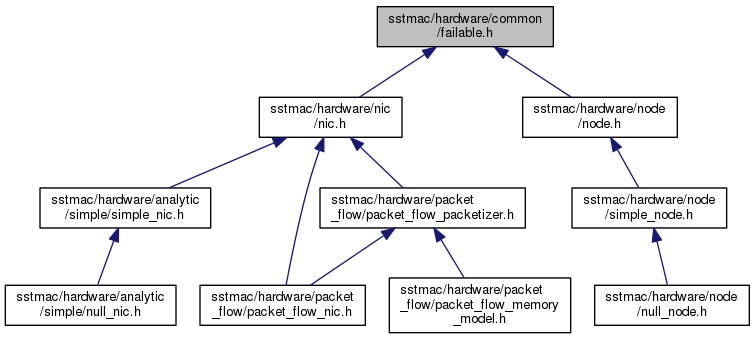 sstmac/hardware/common
/failable.h
sstmac/hardware/nic
/nic.h
sstmac/hardware/node
/node.h
sstmac/hardware/analytic
/simple/simple_nic.h
sstmac/hardware/packet
_flow/packet_flow_packetizer.h
sstmac/hardware/node
/simple_node.h
sstmac/hardware/analytic
/simple/null_nic.h
sstmac/hardware/packet
_flow/packet_flow_nic.h
sstmac/hardware/packet
_flow/packet_flow_memory
_model.h
sstmac/hardware/node
/null_node.h